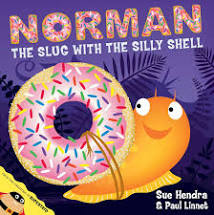 NORMAN
THE SLUG WITH THE SILLY SHELL
Sue Hendra
& Paul Linnet